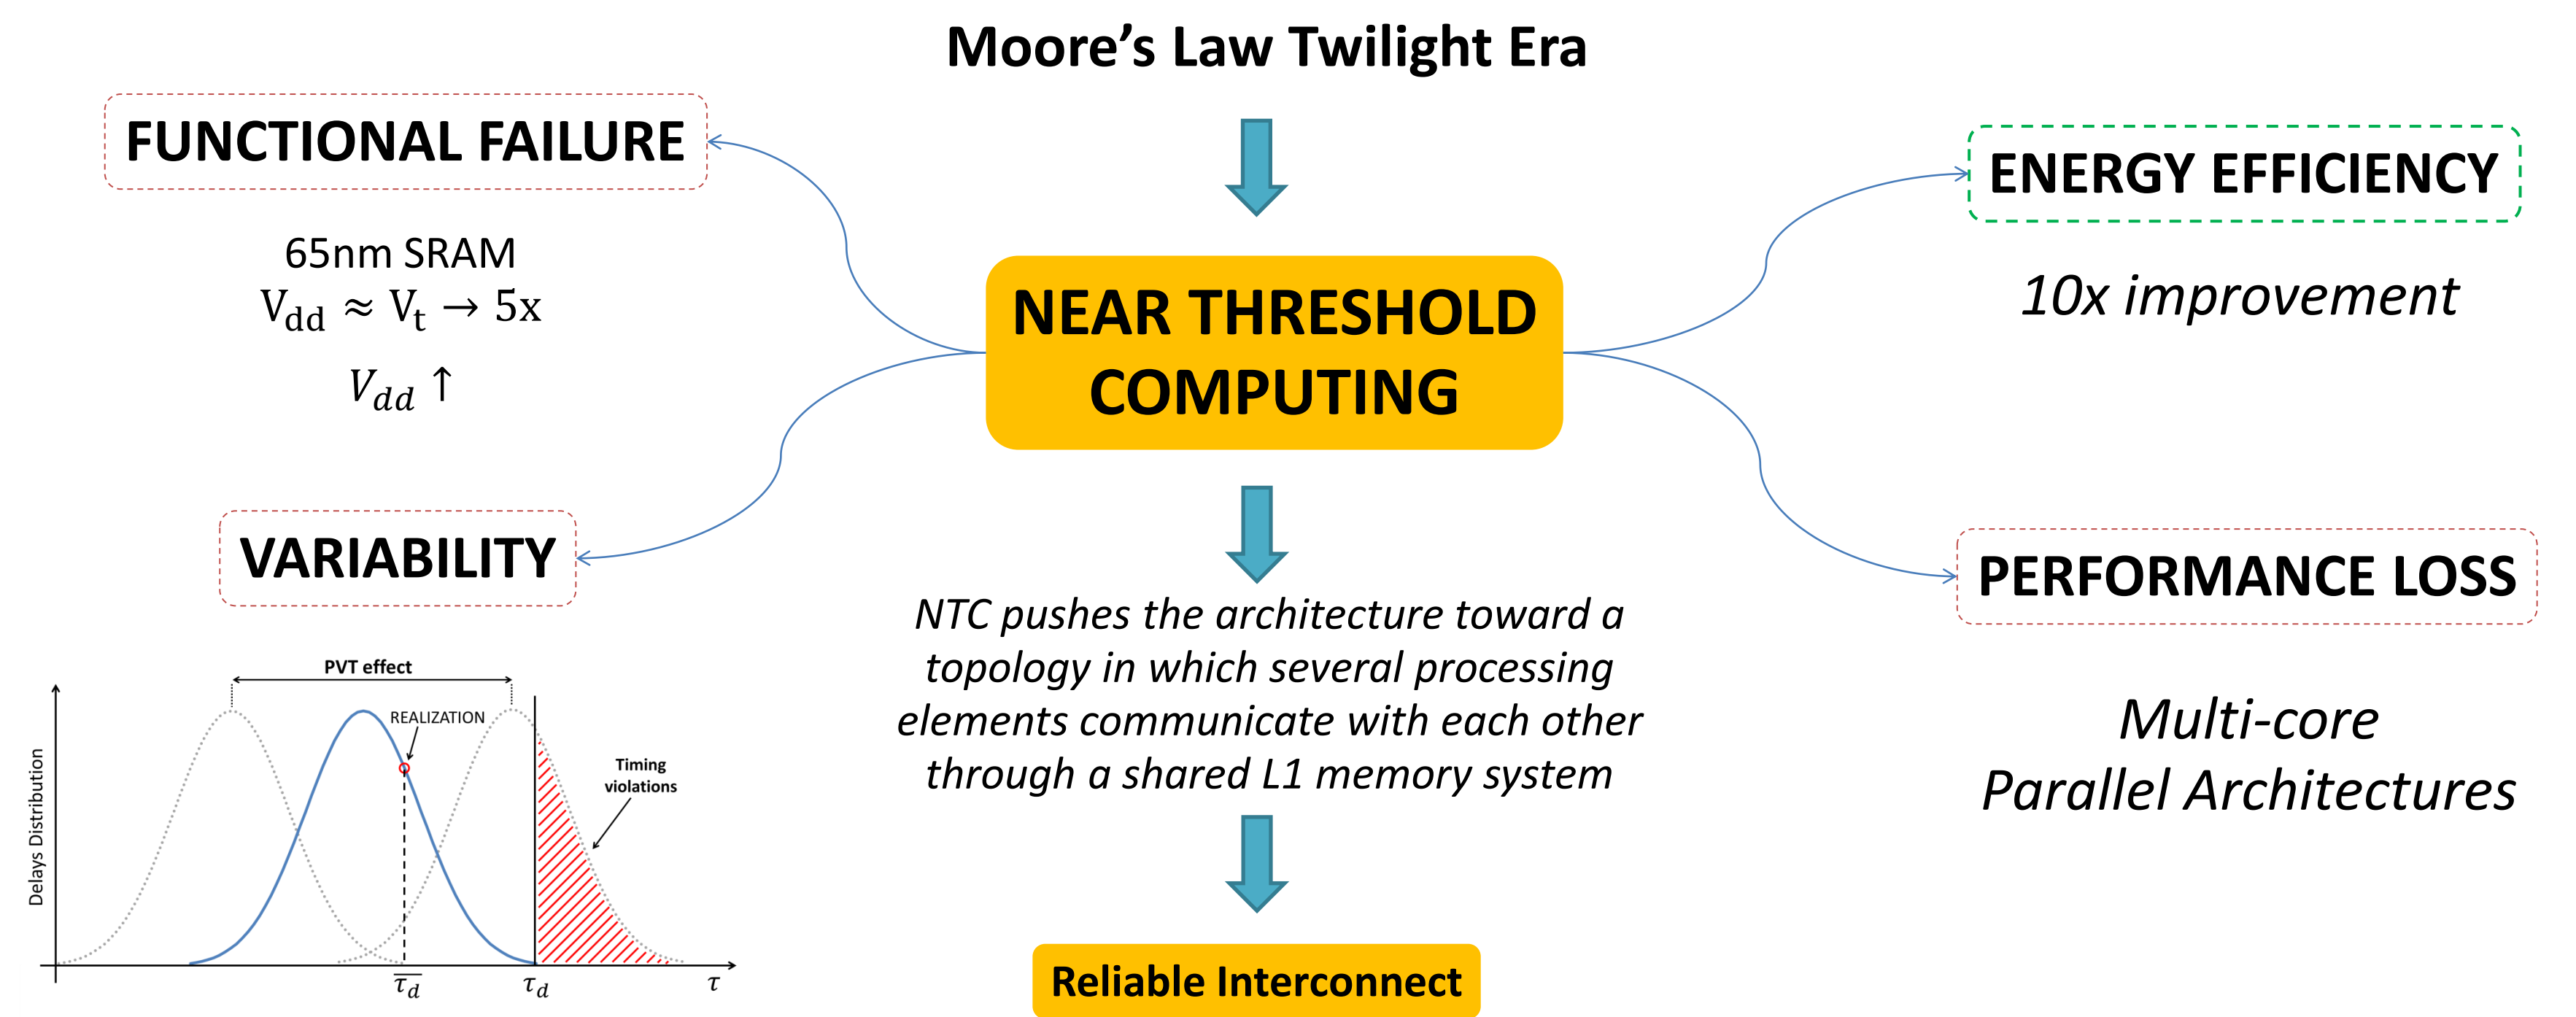 Moore’s Law Twilight Era
FUNCTIONAL FAILURE
65nm SRAM
V_dd ≈ V_t → 5x
V_dd ↑
VARIABILITY
PVT effect
REALIZATION
Timing
violations
Delays Distribution
τ̅_d
τ_d
τ
NEAR THRESHOLD
COMPUTING
NTC pushes the architecture toward a
topology in which several processing
elements communicate with each other
through a shared L1 memory system
Reliable Interconnect
ENERGY EFFICIENCY
10x improvement
PERFORMANCE LOSS
Multi-core
Parallel Architectures